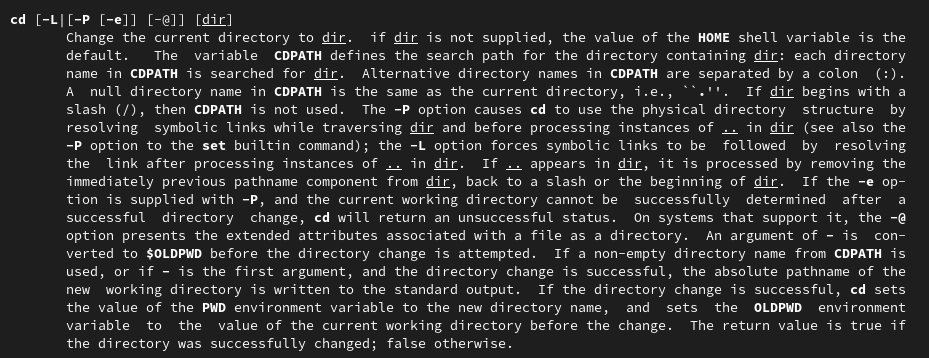 cd [-L|[-P [-e]] [-@]] [dir]
Change the current directory to dir.  if dir is not supplied, the value of the HOME shell variable is the
default.   The  variable  CDPATH defines the search path for the directory containing dir: each directory
name in CDPATH is searched for dir.  Alternative directory names in CDPATH are separated by a colon  (:).
A  null directory name in CDPATH is the same as the current directory, i.e., ``.''.  If dir begins with a
slash (/), then CDPATH is not used.  The -P option causes cd to use the physical directory  structure  by
resolving  symbolic links while traversing dir and before processing instances of .. in dir (see also the
-P option to the set builtin command); the -L option forces symbolic links to be  followed  by  resolving
the  link after processing instances of .. in dir.  If .. appears in dir, it is processed by removing the
immediately previous pathname component from dir, back to a slash or the beginning of dir.  If the -e op-
tion is supplied with -P, and the current working directory cannot be  successfully  determined  after  a
successful  directory  change, cd will return an unsuccessful status.  On systems that support it, the -@
option presents the extended attributes associated with a file as a directory.  An argument of - is  con-
verted to $OLDPWD before the directory change is attempted.  If a non-empty directory name from CDPATH is
used, or if - is the first argument, and the directory change is successful, the absolute pathname of the
new  working directory is written to the standard output.  If the directory change is successful, cd sets
the value of the PWD environment variable to the new directory name,  and  sets  the  OLDPWD  environment
variable  to  the  value of the current working directory before the change.  The return value is true if
the directory was successfully changed; false otherwise.